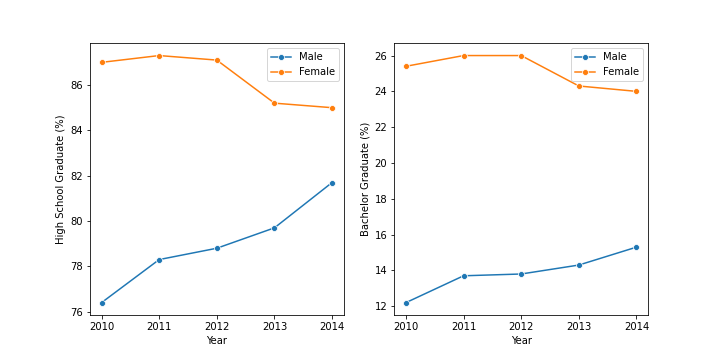 Male
Female
86
84
82
80
78
76
High School Graduate (%)
2010 2011 2012 2013 2014
Year
Male
Female
26
24
22
20
18
16
14
12
Bachelor Graduate (%)
2010 2011 2012 2013 2014
Year